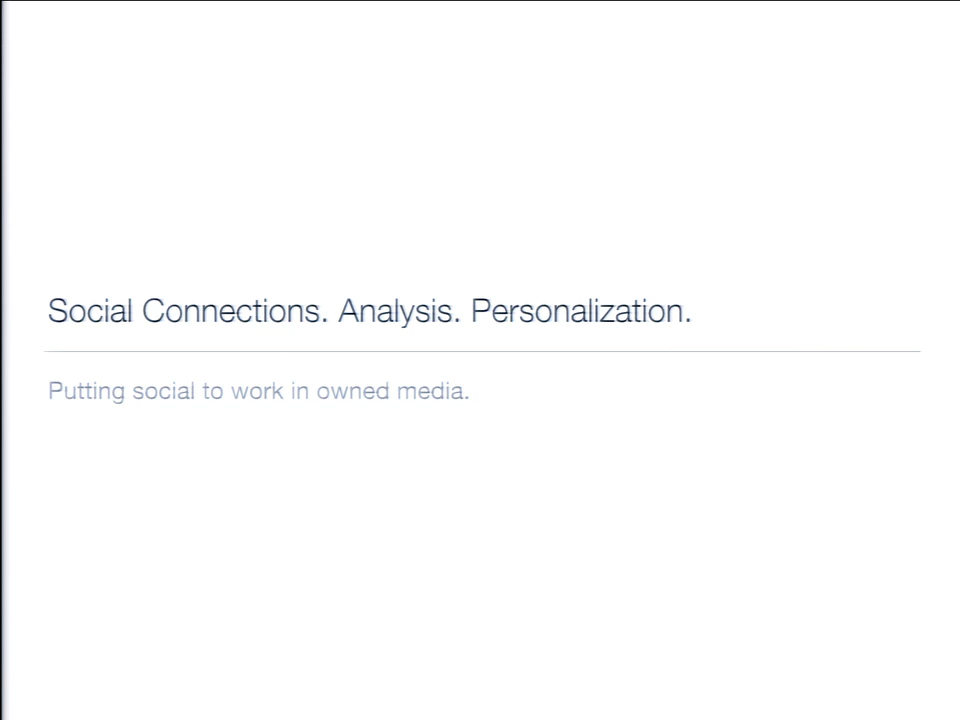 Social Connections. Analysis. Personalization.
Putting social to work in owned media.